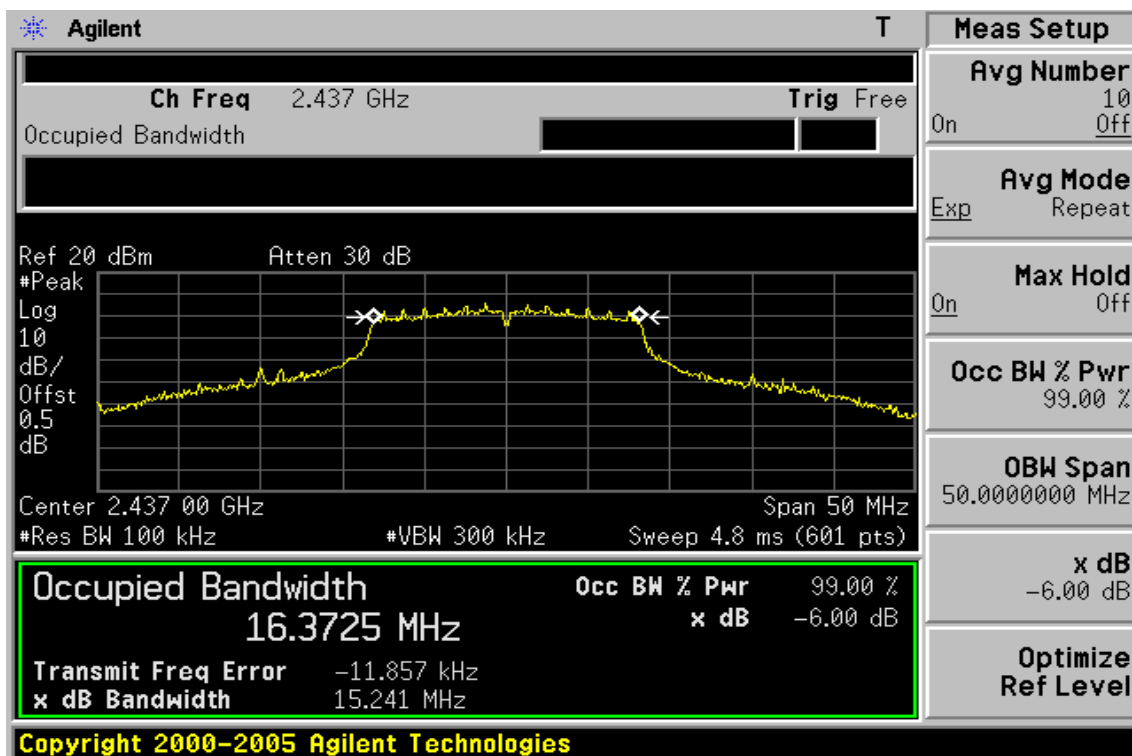 Agilent T
Ch Freq 2.437 GHz Trig Free
Occupied Bandwidth
Ref 20 dBm Atten 30 dB
#Peak
Log
10
dB/
Offst
0.5
dB
Center 2.437 00 GHz Span 50 MHz
#Res BW 100 kHz #VBW 300 kHz Sweep 4.8 ms (601 pts)
Occupied Bandwidth Occ BW % Pwr 99.00 %
16.3725 MHz x dB -6.00 dB
Transmit Freq Error -11.857 kHz
x dB Bandwidth 15.241 MHz
Copyright 2000-2005 Agilent Technologies
Meas Setup
Avg Number
10
On Off
Avg Mode
Exp Repeat
Max Hold
On Off
Occ BW % Pwr
99.00 %
OBW Span
50.0000000 MHz
x dB
-6.00 dB
Optimize
Ref Level